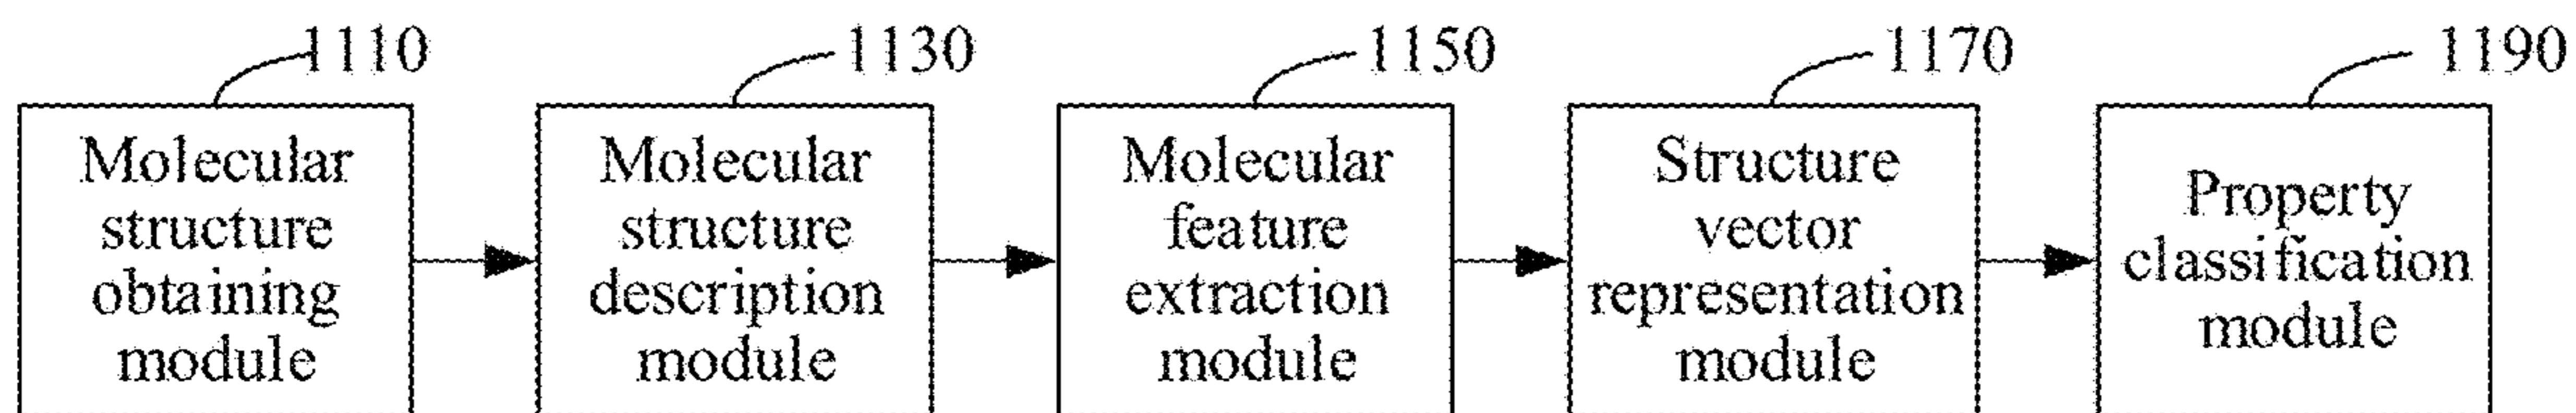 1110
1130
1150
1170
1190
Molecular
structure
obtaining
module
Molecular
structure
description
module
Molecular
feature
extraction
module
Structure
vector
representation
module
Property
classification
module